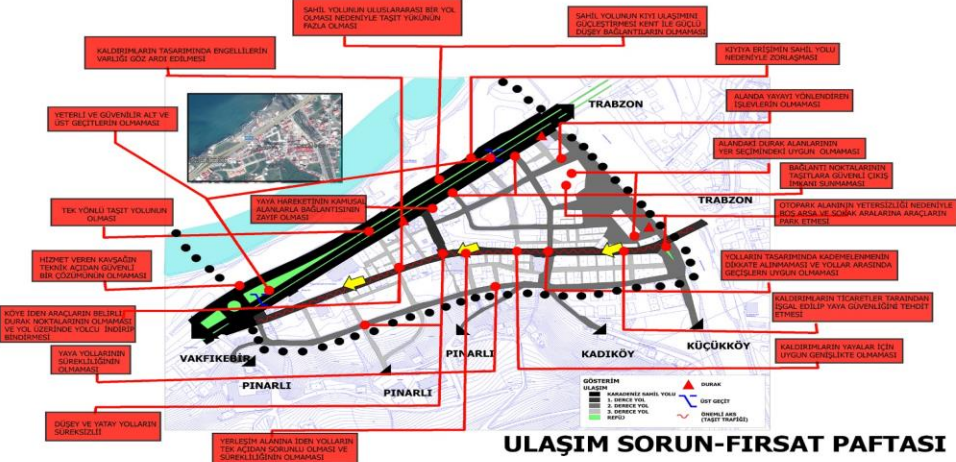 SAHİL YOLUNUN ULUSLARARASI BİR YOL
OLMASI NEDENİYLE TAŞIT YÜKÜNÜN
FAZLA OLMASI
SAHİL YOLUNUN KIYI ULAŞIMINI
GÜÇLEŞTİRMESİ KENT İLE GÜÇLÜ
DÜŞEY BAĞLANTILARIN OLMAMASI
KALDIRIMLARIN TASARIMINDA ENGELLİLERİN
VARLIĞI GÖZ ARDI EDİLMESİ
KIYIYA ERİŞİMİN SAHİL YOLU
NEDENİYLE ZORLAŞMASI
YETERLİ VE GÜVENİLİR ALT VE
ÜST GEÇİTLERİN OLMAMASI
TRABZON
ALANDA YAYAYI YÖNLENDİREN
İŞLEVLERİN OLMAMASI
ALANDAKİ DURAK ALANLARININ
YER SEÇİMİNDEKİ UYGUN OLMAMASI
BAĞLANTI NOKTALARININ
TAŞITLARA GÜVENLİ ÇIKIŞ
İMKANI SUNMAMASI
TEK YÖNLÜ TAŞIT YOLUNUN
OLMASI
YAYA HAREKETİNİN KAMUSAL
ALANLARLA BAĞLANTISININ
ZAYIF OLMASI
TRABZON
OTOPARK ALANININ YETERSİZLİĞİ NEDENİYLE
BOŞ ARSA VE SOKAK ARALARINA ARAÇLARIN
PARK ETMESİ
HİZMET VEREN KAVŞAĞIN
TEKNİK AÇIDAN GÜVENLİ
BİR ÇÖZÜMÜNÜN OLMAMASI
YOLLARIN TASARIMINDA KADEMELENMENİN
DİKKATE ALINMAMASI VE YOLLAR ARASINDA
GEÇİŞLERİN UYGUN OLMAMASI
KÖYE IDEN ARAÇLARIN BELİRLİ
DURAK NOKTALARININ OLMAMASI
VE YOL ÜZERİNDE YOLCU İNDİRİP
BİNDİRMESİ
KALDIRIMLARIN TİCARETLER TARAINDAN
İŞGAL EDİLİP YAYA GÜVENLİĞİNİ TEHDİT
ETMESİ
YAYA YOLLARININ
SÜREKLİLİĞİNİN
OLMAMASI
KALDIRIMLARIN YAYALAR İÇİN
UYGUN GENİŞLİKTE OLMAMASI
VAKFIKEBİR
PINARLI
PINARLI
PINARLI
KADIKÖY
KÜÇÜKKÖY
DÜŞEY VE YATAY YOLLARIN
SÜREKSİZLİİ
YERLEŞİM ALANINA IDEN YOLLARIN
TEK AÇIDAN SORUNLU OLMASI VE
SÜREKLİLİĞİNİN OLMAMASI
GÖSTERİM
ULAŞIM
KARADENİZ SAHİL YOLU
1. DERECE YOL
2. DERECE YOL
3. DERECE YOL
REFÜJ
DURAK
ÜST GEÇİT
ÖNEMLİ AKS
(TAŞIT TRAFİĞİ)
ULAŞIM SORUN-FIRSAT PAFTASI